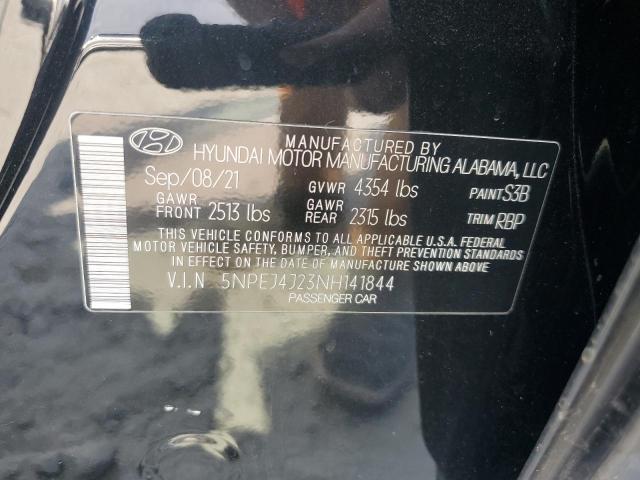 MANUFACTURED BY
HYUNDAI MOTOR MANUFACTURING ALABAMA, LLC
Sep/08/21 GVWR 4354 lbs PAINT S3B
GAWR FRONT 2513 lbs GAWR REAR 2315 lbs TRIM RBP
THIS VEHICLE CONFORMS TO ALL APPLICABLE U.S.A. FEDERAL
MOTOR VEHICLE SAFETY, BUMPER, AND THEFT PREVENTION STANDARDS
IN EFFECT ON THE DATE OF MANUFACTURE SHOWN ABOVE.
V.I.N 5NPEJ4J23NH141844
PASSENGER CAR